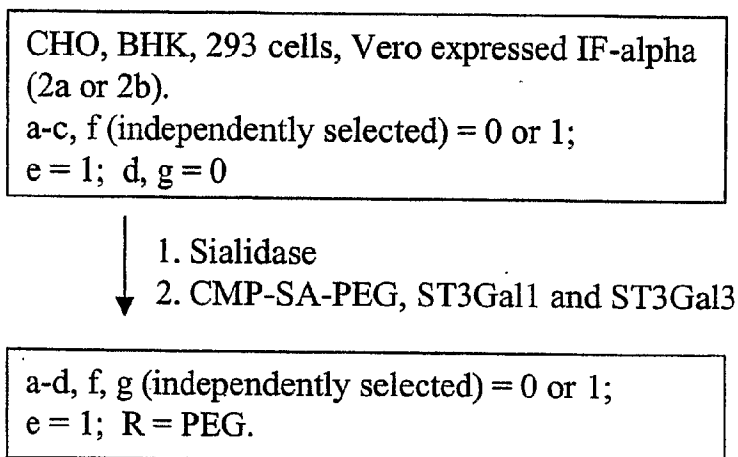 CHO, BHK, 293 cells, Vero expressed IF-alpha
(2a or 2b).
a-c, f (independently selected) = 0 or 1;
e = 1; d, g = 0
1. Sialidase
2. CMP-SA-PEG, ST3Gal1 and ST3Gal3
a-d, f, g (independently selected) = 0 or 1;
e = 1; R = PEG.